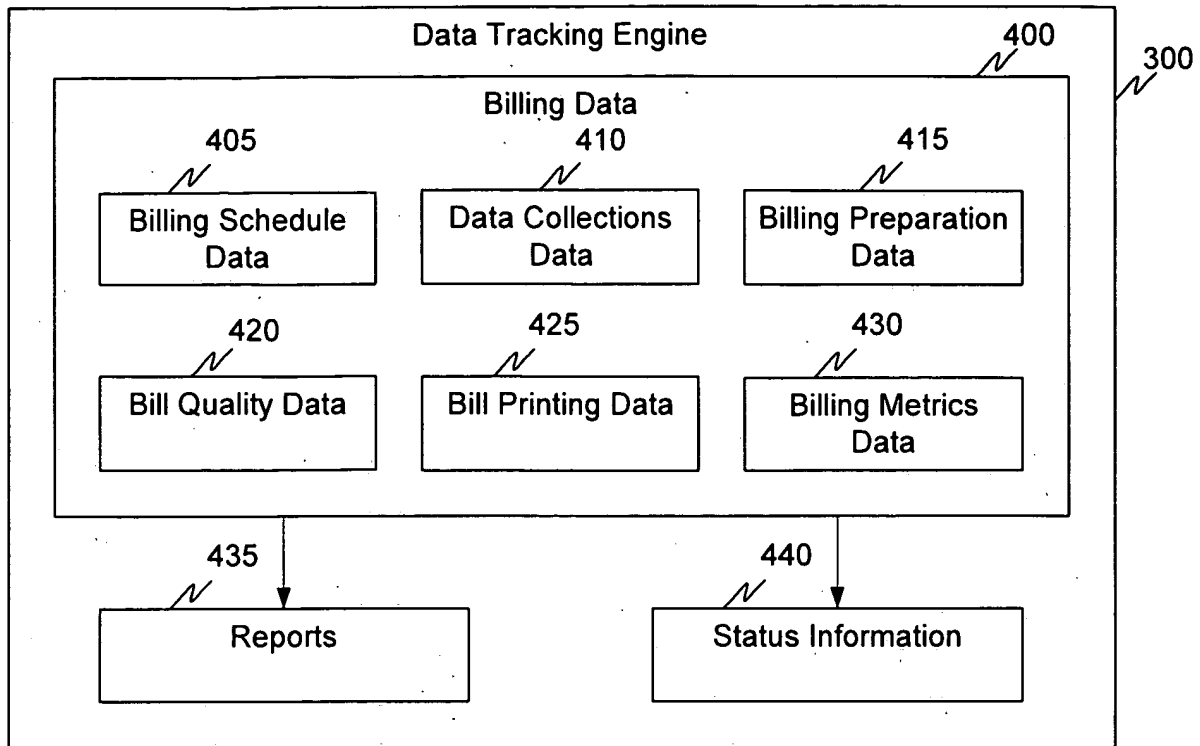 Data Tracking Engine
400
300
Billing Data
405
410
415
Billing Schedule
Data
Data Collections
Data
Billing Preparation
Data
420
425
430
Bill Quality Data
Bill Printing Data
Billing Metrics
Data
435
440
Reports
Status Information